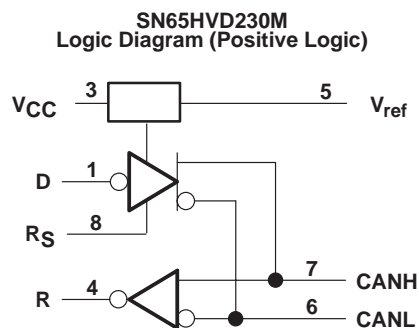 SN65HVD230M
Logic Diagram (Positive Logic)
VCC 3 5 Vref
D 1
RS 8
R 4 7 CANH
6 CANL